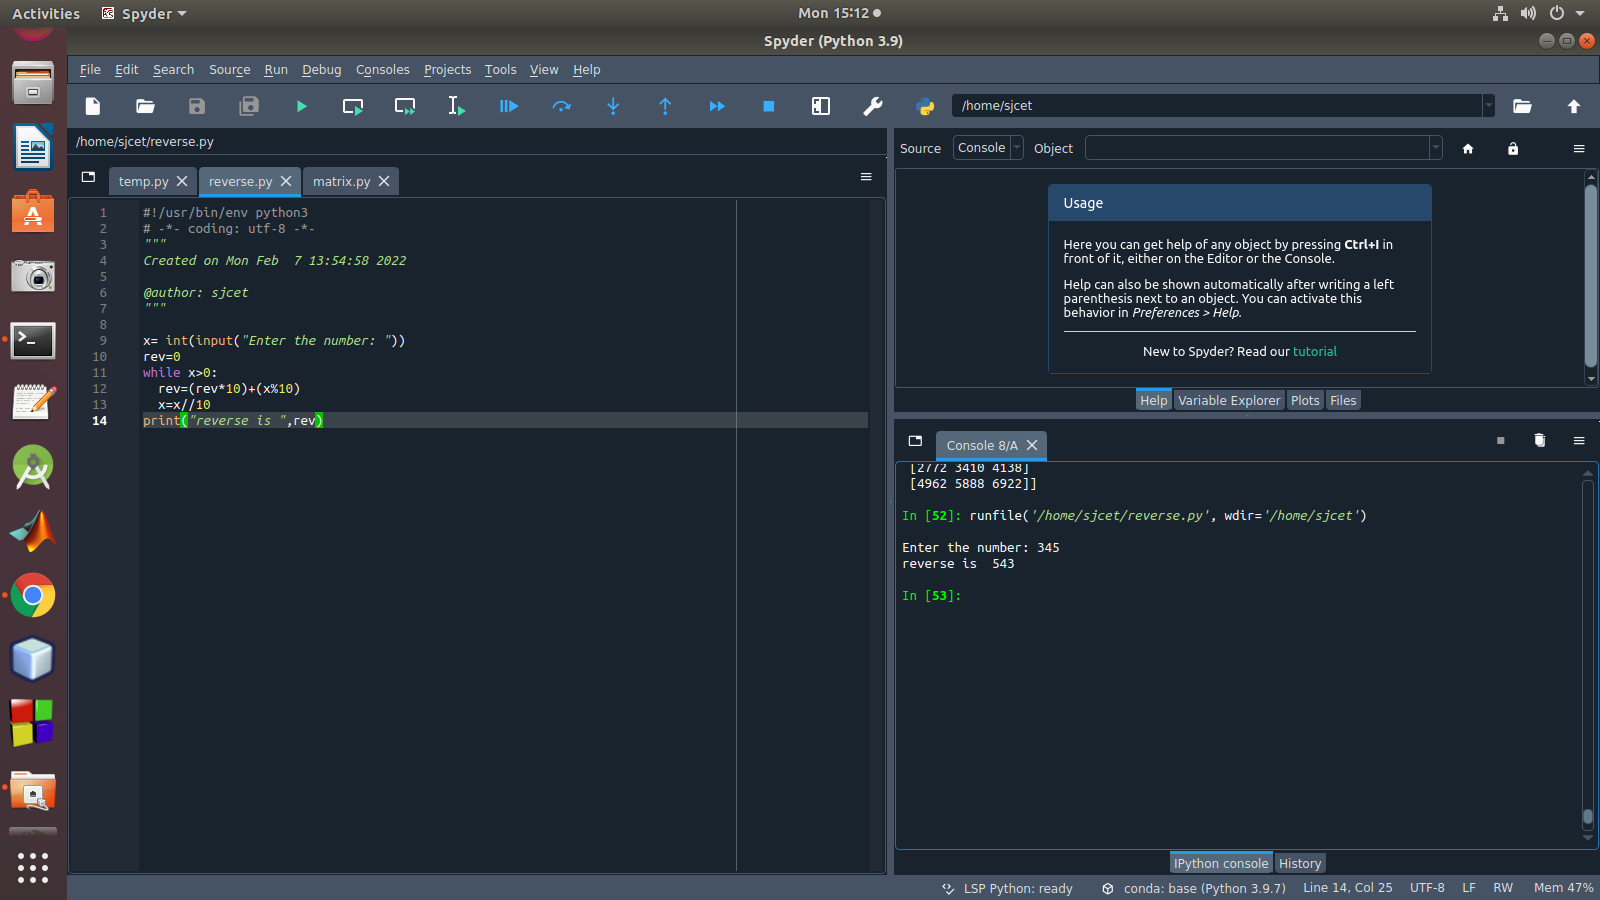 Activities Spyder Mon 15:12
Spyder (Python 3.9)
File Edit Search Source Run Debug Consoles Projects Tools View Help
/home/sjcet
/home/sjcet/reverse.py
temp.py reverse.py matrix.py
1 #!/usr/bin/env python3
2 # -*- coding: utf-8 -*-
3 """
4 Created on Mon Feb  7 13:54:58 2022
5
6 @author: sjcet
7 """
8
9 x= int(input("Enter the number: "))
10 rev=0
11 while x>0:
12   rev=(rev*10)+(x%10)
13   x=x//10
14 print("reverse is ",rev)
Source Console Object
Usage
Here you can get help of any object by pressing Ctrl+I in
front of it, either on the Editor or the Console.
Help can also be shown automatically after writing a left
parenthesis next to an object. You can activate this
behavior in Preferences > Help.
New to Spyder? Read our tutorial
Help Variable Explorer Plots Files
Console 8/A
[2772 3410 4138]
[4962 5888 6922]]
In [52]: runfile('/home/sjcet/reverse.py', wdir='/home/sjcet')
Enter the number: 345
reverse is  543
In [53]:
IPython console History
LSP Python: ready conda: base (Python 3.9.7) Line 14, Col 25 UTF-8 LF RW Mem 47%